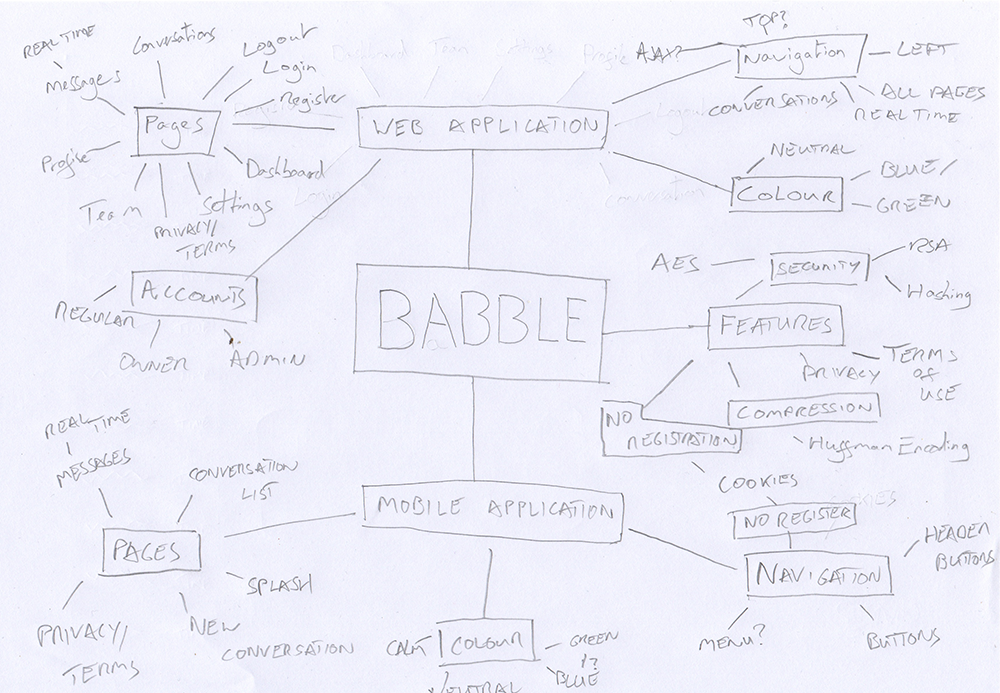 REAL TIME
Messages
Conversations
Logout
Login
Register
Pages
Profile
Team
PRIVACY/
TERMS
Settings
Dashboard
WEB APPLICATION
TOP?
AJAX?
Navigation
LEFT
CONVERSATIONS
ALL PAGES
REAL TIME
NEUTRAL
COLOUR
BLUE/
GREEN
ACCOUNTS
REGULAR
OWNER
ADMIN
BABBLE
AES
SECURITY
RSA
Hashing
FEATURES
PRIVACY
TERMS
OF
USE
COMPRESSION
Huffman Encoding
NO
REGISTRATION
COOKIES
REAL TIME
MESSAGES
CONVERSATION
LIST
PAGES
SPLASH
PRIVACY/
TERMS
NEW
CONVERSATION
MOBILE APPLICATION
NO REGISTER
NAVIGATION
HEADER
BUTTONS
MENU?
BUTTONS
CALM
COLOUR
GREEN
BLUE
NEUTRAL